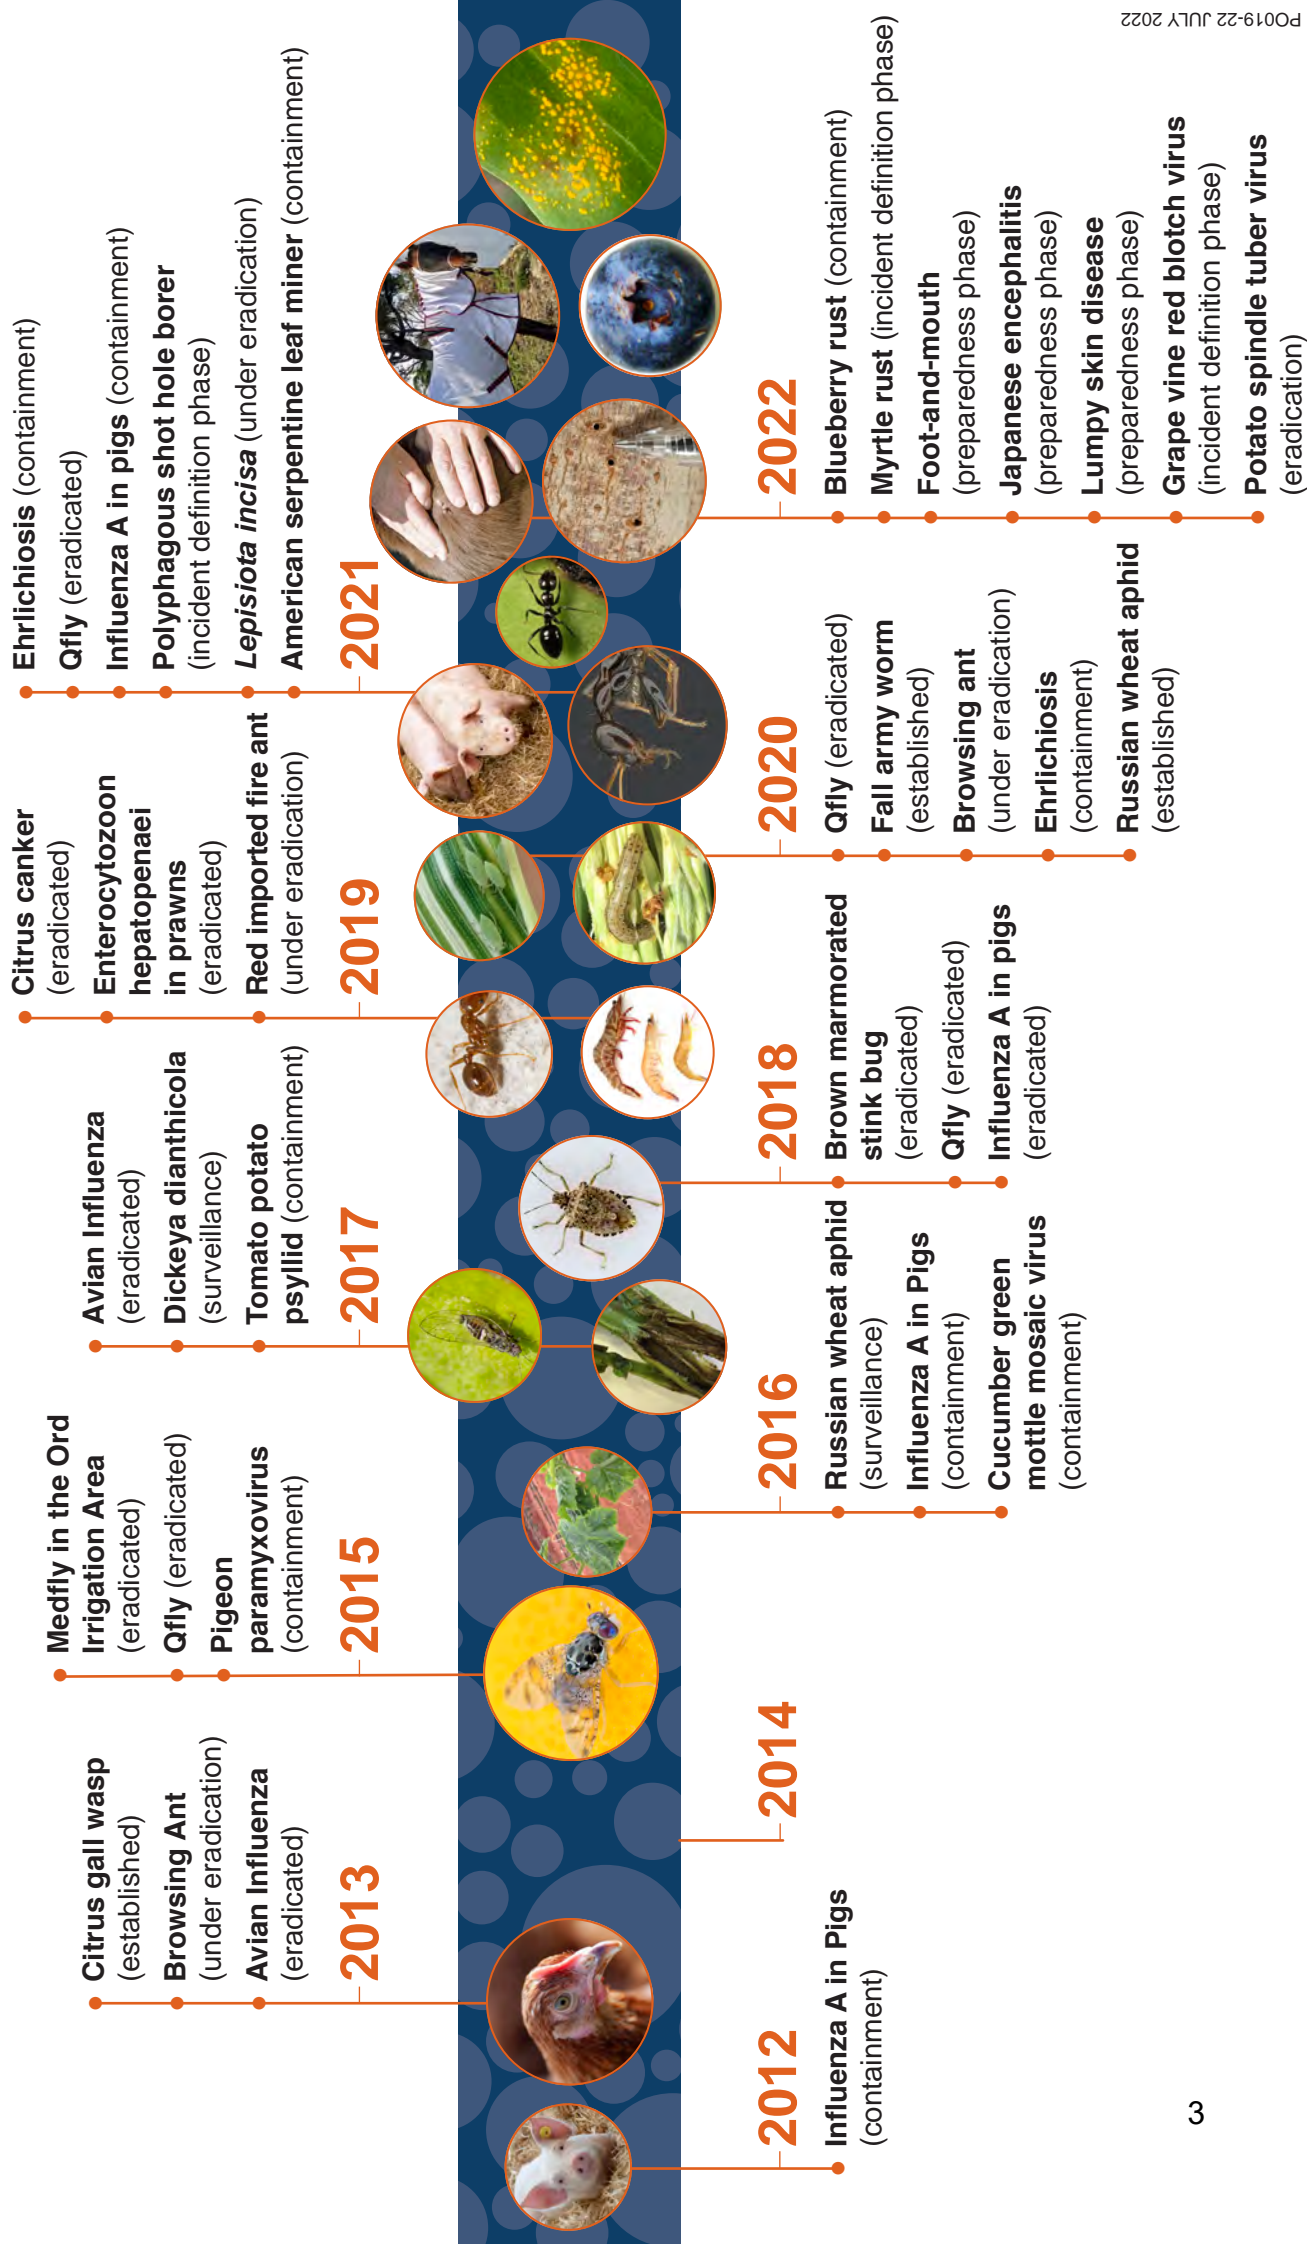 2012
Influenza A in Pigs
(containment)
2013
Citrus gall wasp
(established)
Browsing Ant
(under eradication)
Avian Influenza
(eradicated)
2014
2015
Medfly in the Ord
Irrigation Area
(eradicated)
Qfly (eradicated)
Pigeon
paramyxovirus
(containment)
2016
Russian wheat aphid
(surveillance)
Influenza A in Pigs
(containment)
Cucumber green
mottle mosaic virus
(containment)
2017
Avian Influenza
(eradicated)
Dickeya dianthicola
(surveillance)
Tomato potato
psyllid (containment)
2018
Brown marmorated
stink bug
(eradicated)
Qfly (eradicated)
Influenza A in pigs
(eradicated)
2019
Citrus canker
(eradicated)
Enterocytozoon
hepatopenaei
in prawns
(eradicated)
Red imported fire ant
(under eradication)
2020
Qfly (eradicated)
Fall army worm
(established)
Browsing ant
(under eradication)
Ehrlichiosis
(containment)
Russian wheat aphid
(established)
2021
Ehrlichiosis (containment)
Qfly (eradicated)
Influenza A in pigs (containment)
Polyphagous shot hole borer
(incident definition phase)
Lepisiota incisa (under eradication)
American serpentine leaf miner (containment)
2022
Blueberry rust (containment)
Myrtle rust (incident definition phase)
Foot-and-mouth
(preparedness phase)
Japanese encephalitis
(preparedness phase)
Lumpy skin disease
(preparedness phase)
Grape vine red blotch virus
(incident definition phase)
Potato spindle tuber virus
(eradication)
PO019-22 JULY 2022
3